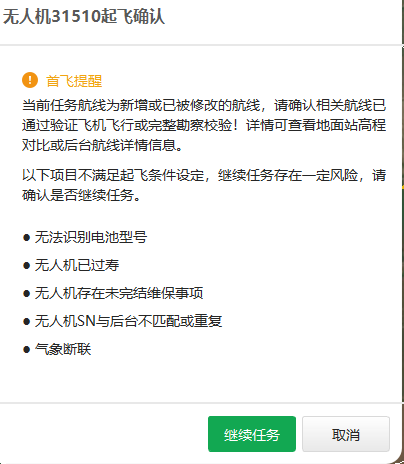 无人机31510起飞确认
首飞提醒
当前任务航线为新增或已被修改的航线，请确认相关航线已
通过验证飞机飞行或完整勘察校验！详情可查看地面站高程
对比或后台航线详情信息。
以下项目不满足起飞条件设定，继续任务存在一定风险，请
确认是否继续任务。
● 无法识别电池型号
● 无人机已过寿
● 无人机存在未完结维保事项
● 无人机SN与后台不匹配或重复
● 气象断联
继续任务
取消